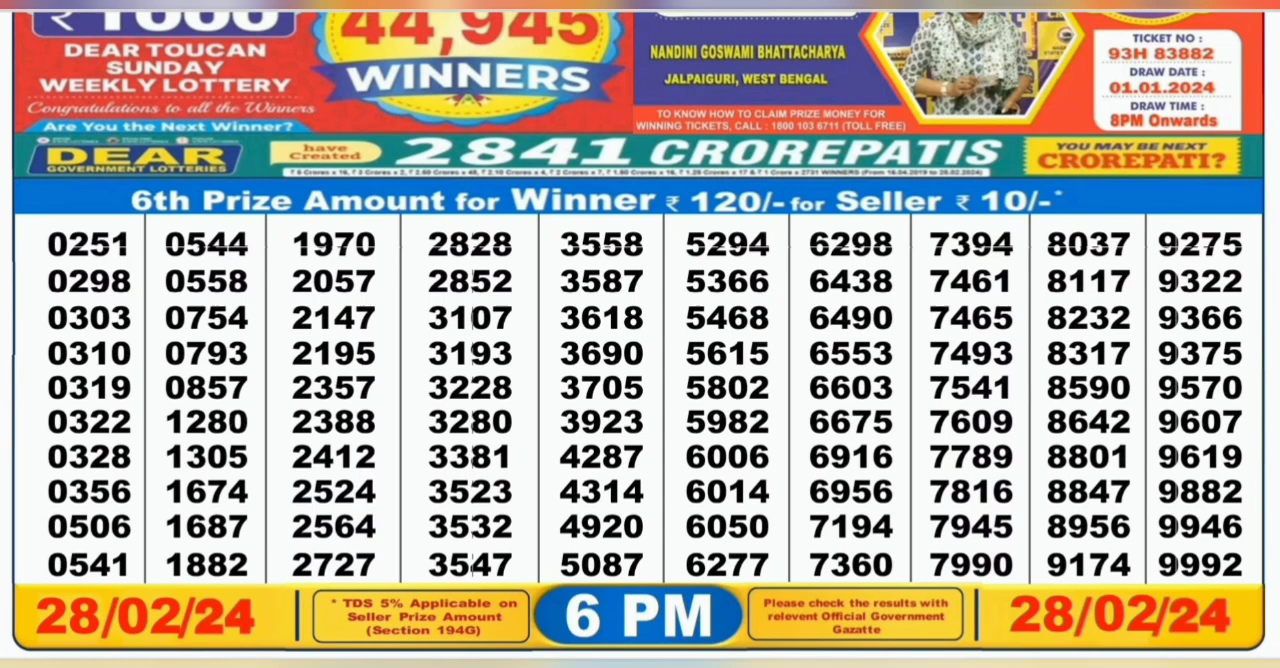 ₹ 1000
44,945
WINNERS
DEAR TOUCAN
SUNDAY
WEEKLY LOTTERY
Congratulations to all the Winners
Are You the Next Winner?
NANDINI GOSWAMI BHATTACHARYA
JALPAIGURI, WEST BENGAL
TO KNOW HOW TO CLAIM PRIZE MONEY FOR
WINNING TICKETS, CALL : 1800 103 6711 (TOLL FREE)
TICKET NO :
93H 83882
DRAW DATE :
01.01.2024
DRAW TIME :
8PM Onwards
DEAR
GOVERNMENT LOTTERIES
have
Created
2841 CROREPATIS
YOU MAY BE NEXT
CROREPATI?
6th Prize Amount for Winner ₹ 120/- for Seller ₹ 10/-*
0251 0544 1970 2828 3558 5294 6298 7394 8037 9275
0298 0558 2057 2852 3587 5366 6438 7461 8117 9322
0303 0754 2147 3107 3618 5468 6490 7465 8232 9366
0310 0793 2195 3193 3690 5615 6553 7493 8317 9375
0319 0857 2357 3228 3705 5802 6603 7541 8590 9570
0322 1280 2388 3280 3923 5982 6675 7609 8642 9607
0328 1305 2412 3381 4287 6006 6916 7789 8801 9619
0356 1674 2524 3523 4314 6014 6956 7816 8847 9882
0506 1687 2564 3532 4920 6050 7194 7945 8956 9946
0541 1882 2727 3547 5087 6277 7360 7990 9174 9992
28/02/24
* TDS 5% Applicable on
Seller Prize Amount
(Section 194G)
6 PM
Please check the results with
relevent Official Government
Gazatte
28/02/24